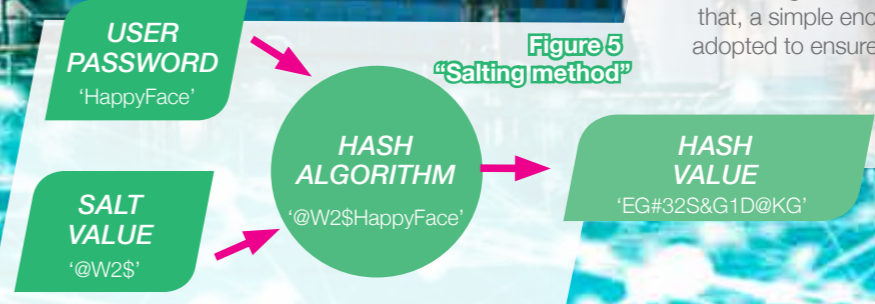 that, a simple enc
adopted to ensure
USER
PASSWORD
'HappyFace'
Figure 5
"Salting method"
HASH
ALGORITHM
'@W2$HappyFace'
HASH
VALUE
'EG#32S&G1D@KG'
SALT
VALUE
'@W2$'